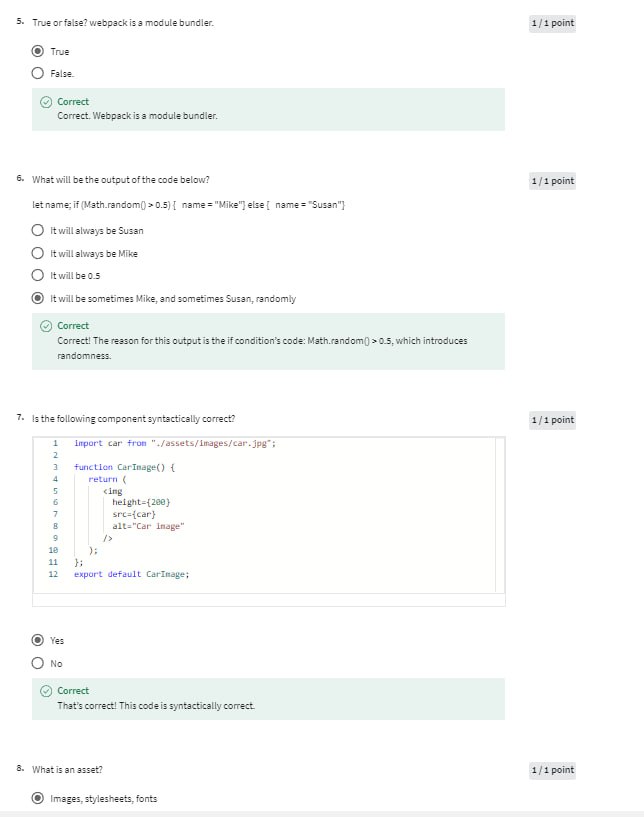 5. True or false? webpack is a module bundler.
1 / 1 point
True
False.
Correct
Correct. Webpack is a module bundler.
6. What will be the output of the code below?
1 / 1 point
let name; if (Math.random() > 0.5) { name = "Mike"} else { name = "Susan"}
It will always be Susan
It will always be Mike
It will be 0.5
It will be sometimes Mike, and sometimes Susan, randomly
Correct
Correct! The reason for this output is the if condition's code: Math.random() > 0.5, which introduces
randomness.
7. Is the following component syntactically correct?
1 / 1 point
1 import car from "./assets/images/car.jpg";
2
3 function CarImage() {
4 return (
5 <img
6 height={200}
7 src={car}
8 alt="Car image"
9 />
10 );
11 };
12 export default CarImage;
Yes
No
Correct
That's correct! This code is syntactically correct.
8. What is an asset?
1 / 1 point
Images, stylesheets, fonts